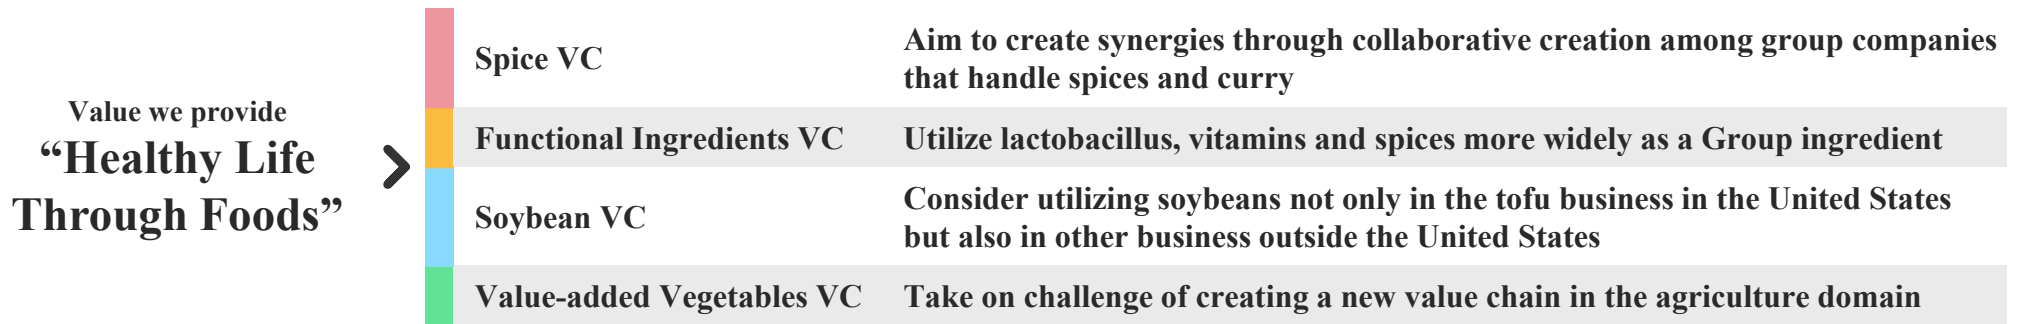 Value we provide
“Healthy Life
Through Foods”
Spice VC
Aim to create synergies through collaborative creation among group companies
that handle spices and curry
Functional Ingredients VC
Utilize lactobacillus, vitamins and spices more widely as a Group ingredient
Soybean VC
Consider utilizing soybeans not only in the tofu business in the United States
but also in other business outside the United States
Value-added Vegetables VC
Take on challenge of creating a new value chain in the agriculture domain